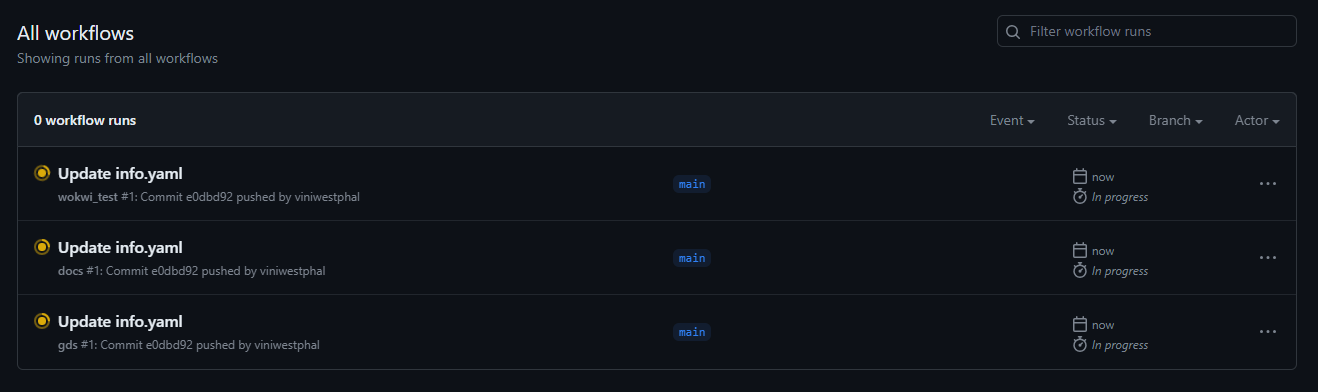 All workflows
Filter workflow runs
Showing runs from all workflows
0 workflow runs
Event
Status
Branch
Actor
Update info.yaml
wokwi_test #1: Commit e0dbd92 pushed by viniwestphal
main
now
In progress
Update info.yaml
docs #1: Commit e0dbd92 pushed by viniwestphal
main
now
In progress
Update info.yaml
gds #1: Commit e0dbd92 pushed by viniwestphal
main
now
In progress